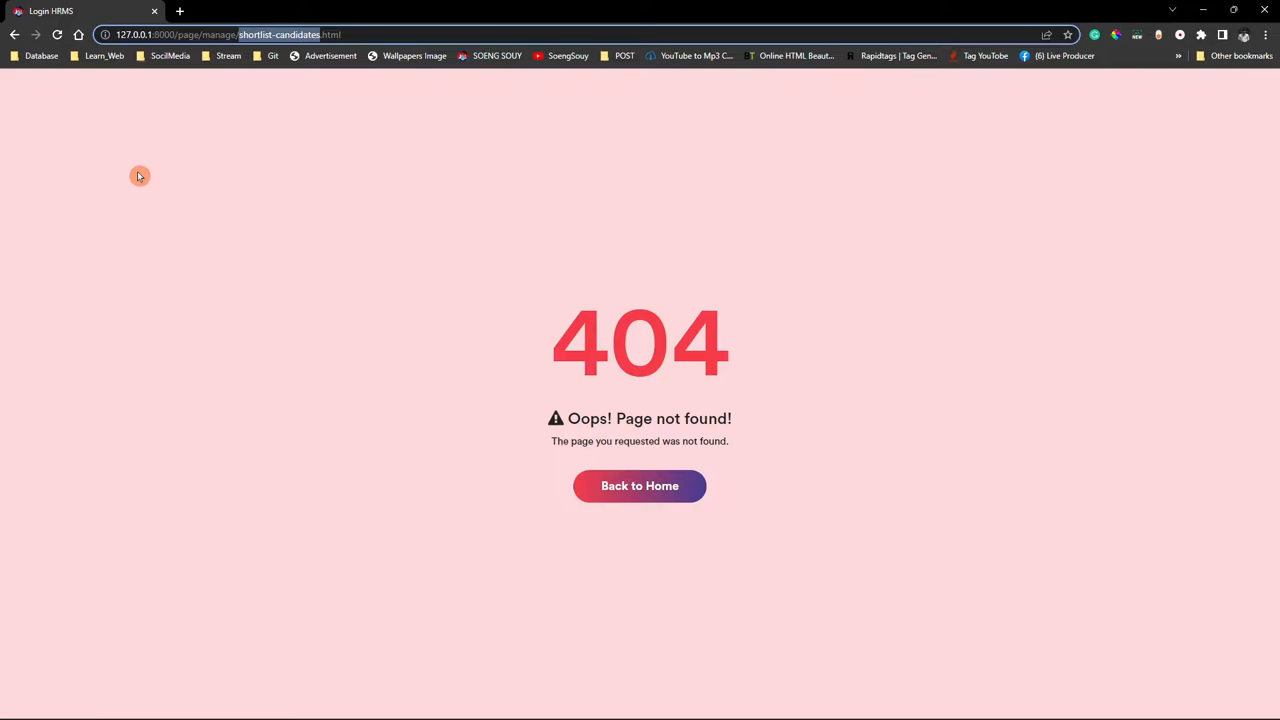 Login HRMS
127.0.0.1:8000/page/manage/shortlist-candidates.html
Database Learn_Web SocilMedia Stream Git Advertisement Wallpapers Image SOENG SOUY SoengSouy POST YouTube to Mp3 C... Online HTML Beaut... Rapidtags | Tag Gen... Tag YouTube (6) Live Producer » Other bookmarks
404
Oops! Page not found!
The page you requested was not found.
Back to Home